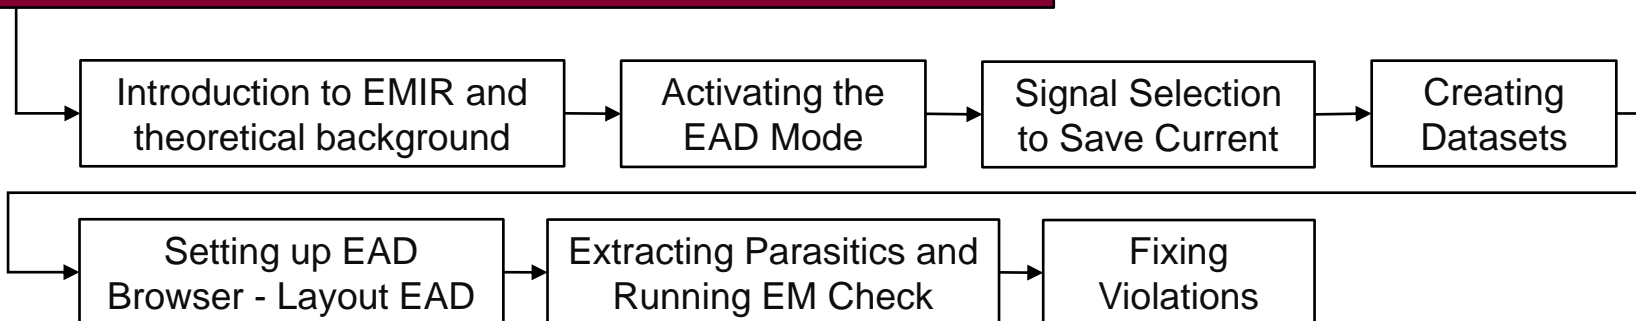 Introduction to EMIR and
theoretical background
Activating the
EAD Mode
Signal Selection
to Save Current
Creating
Datasets
Setting up EAD
Browser - Layout EAD
Extracting Parasitics and
Running EM Check
Fixing
Violations